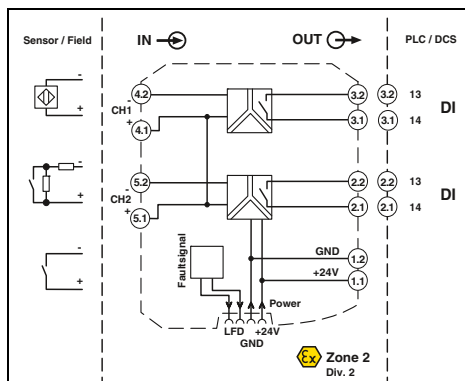 Sensor / Field
IN
OUT
PLC / DCS
-
+
4.2
-
CH1
+
4.1
3.2
3.1
3.2
3.1
13
14
DI
-
+
5.2
-
CH2
+
5.1
2.2
2.1
2.2
2.1
13
14
DI
-
+
Faultsignal
GND
1.2
+24V
1.1
Power
LFD
+24V
GND
Ex
Zone 2
Div. 2